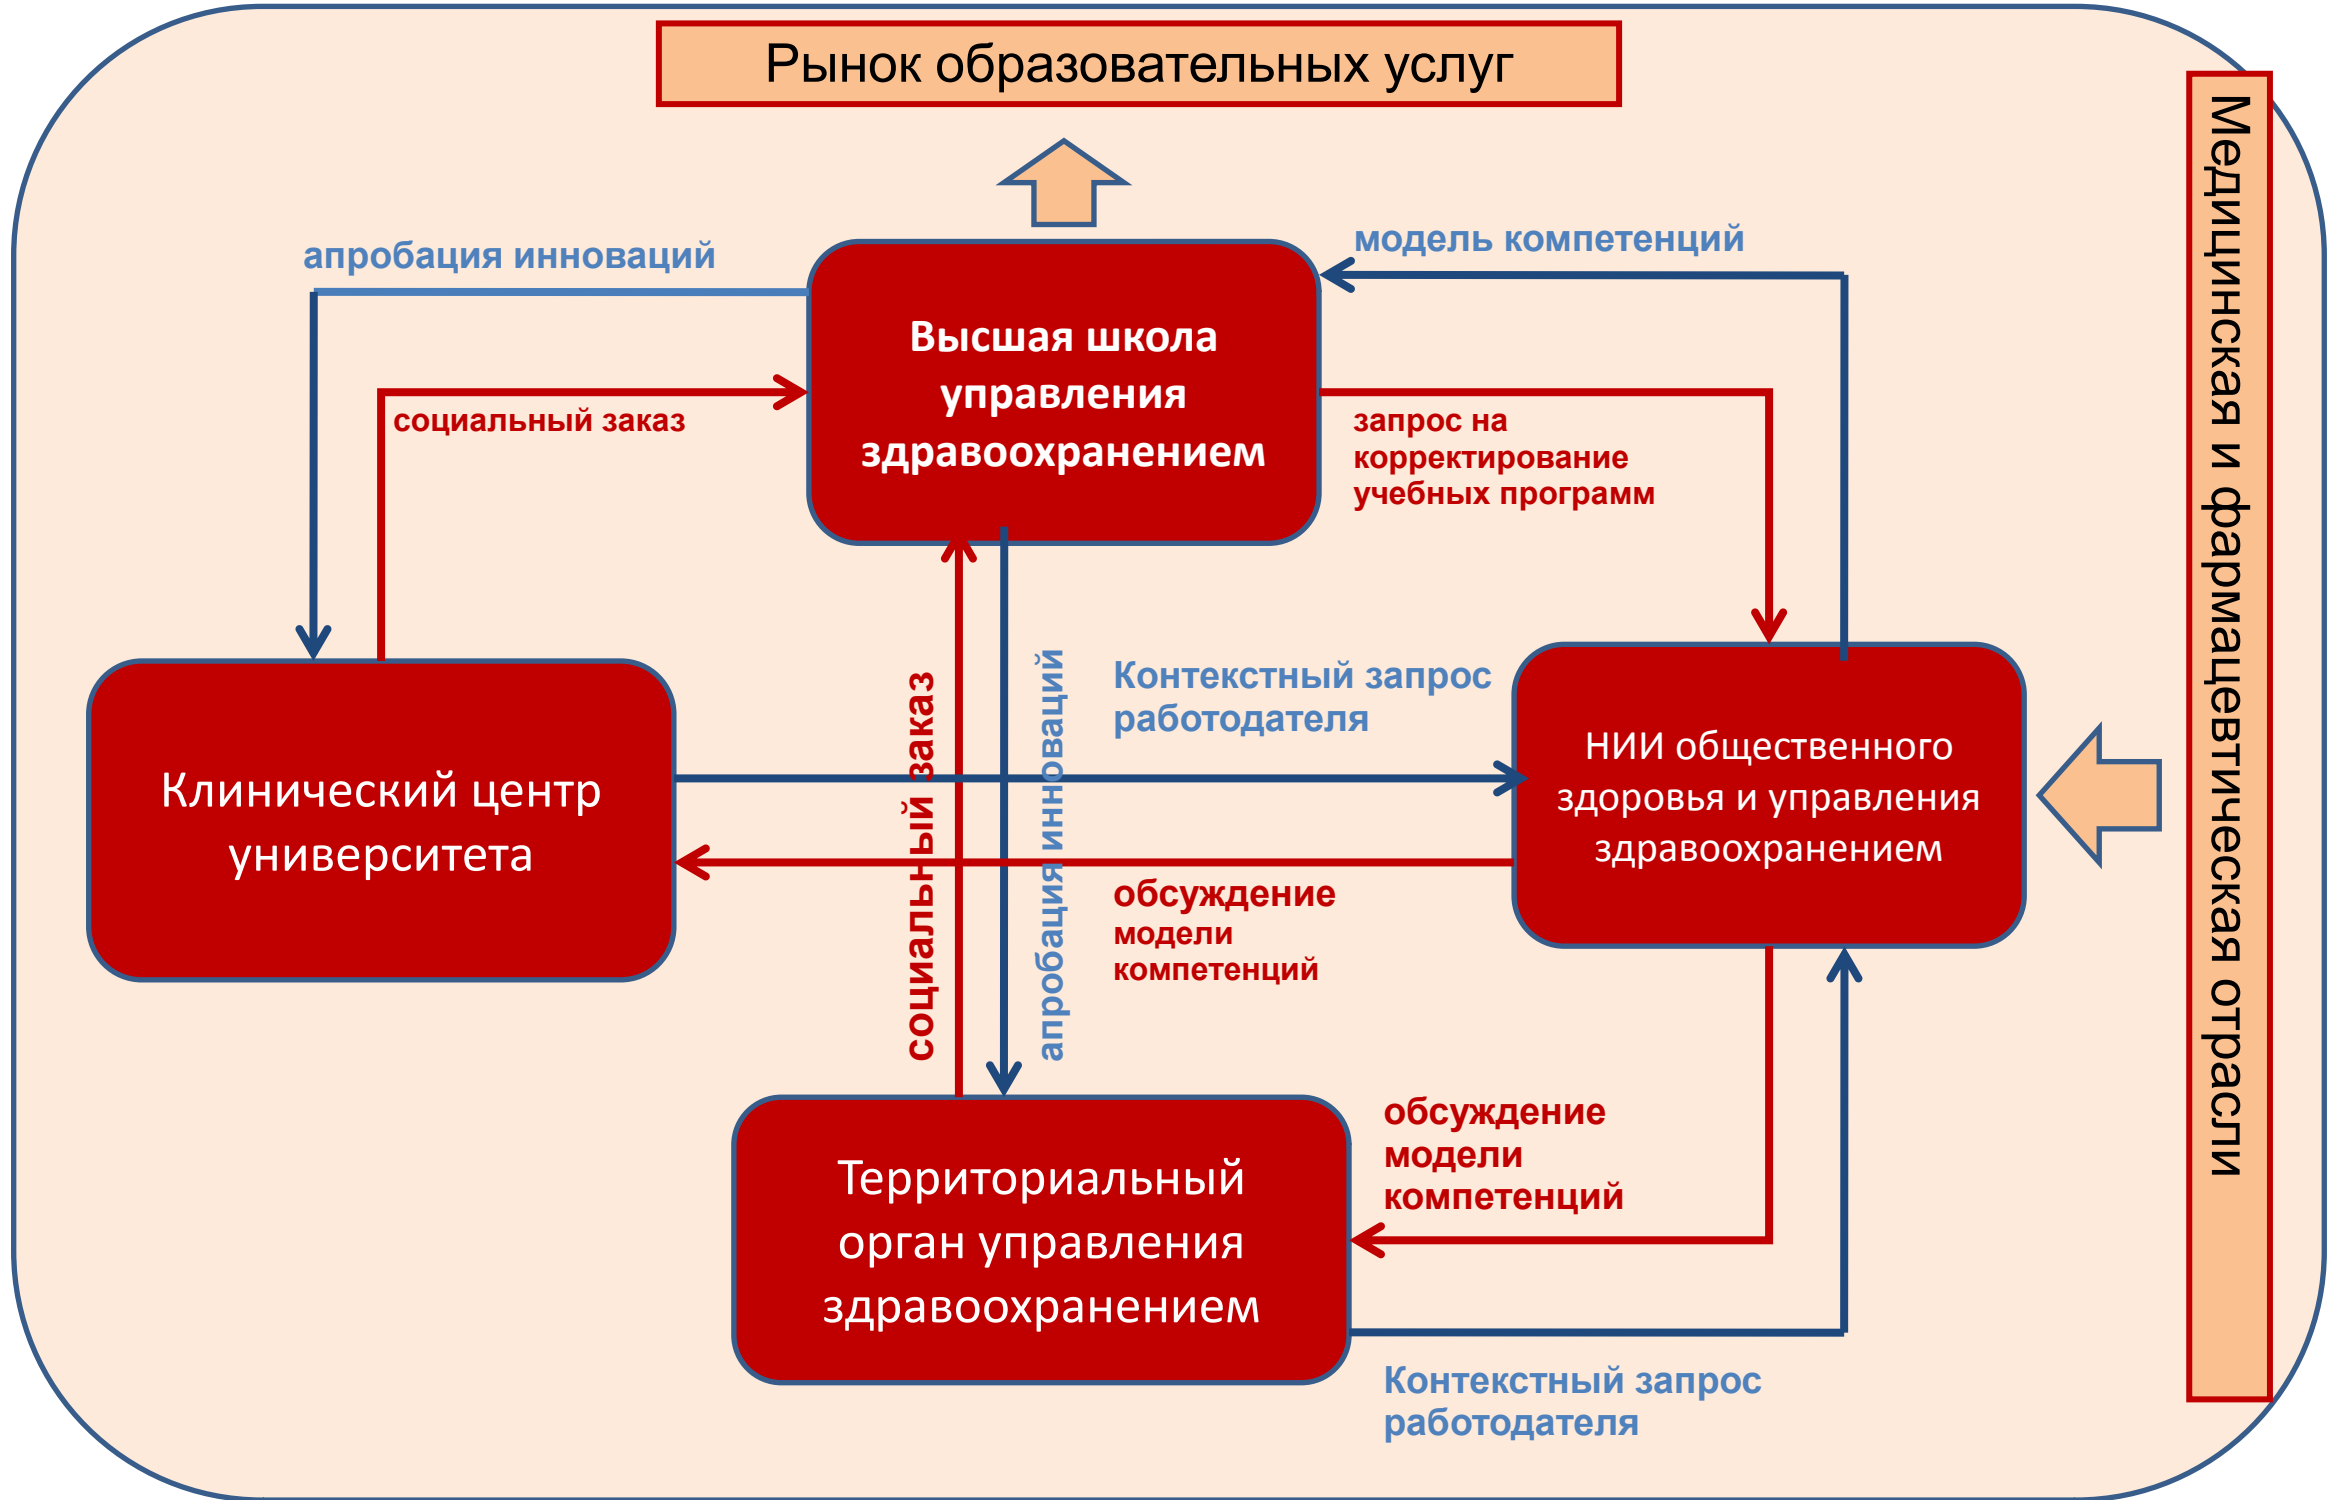 Рынок образовательных услуг
Медицинская и фармацевтическая отрасли
апробация инноваций
модель компетенций
Высшая школа
управления
здравоохранением
социальный заказ
запрос на
корректирование
учебных программ
социальный заказ
апробация инноваций
Контекстный запрос
работодателя
Клинический центр
университета
НИИ общественного
здоровья и управления
здравоохранением
обсуждение
модели
компетенций
Территориальный
орган управления
здравоохранением
обсуждение
модели
компетенций
Контекстный запрос
работодателя